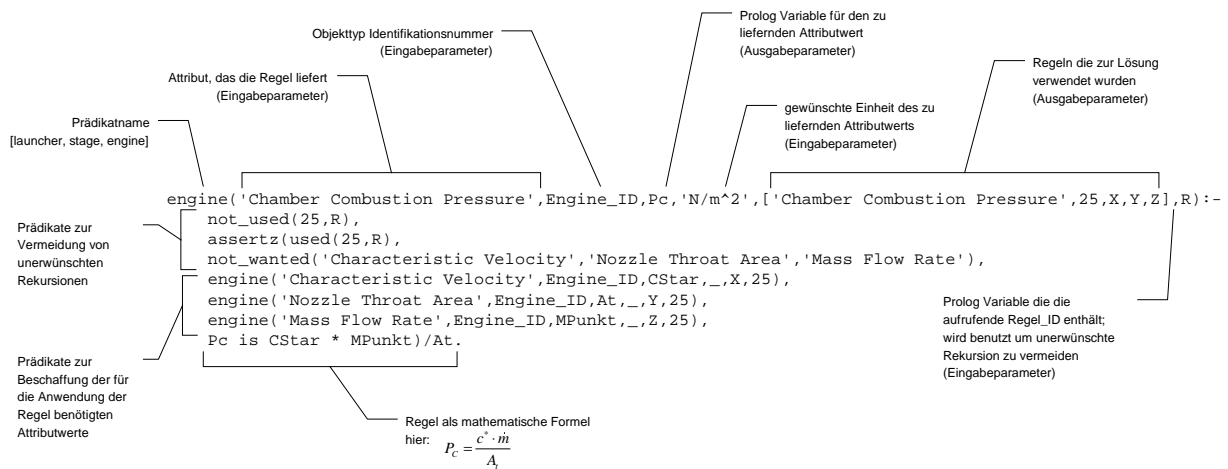 Objekttyp Identifikationsnummer
(Eingabeparameter)
Prolog Variable für den zu
liefernden Attributwert
(Ausgabeparameter)
Regeln die zur Lösung
verwendet wurden
(Ausgabeparameter)
Attribut, das die Regel liefert
(Eingabeparameter)
gewünschte Einheit des zu
liefernden Attributwerts
(Eingabeparameter)
Prädikatname
[launcher, stage, engine]
engine('Chamber Combustion Pressure',Engine_ID,Pc,'N/m^2',['Chamber Combustion Pressure',25,X,Y,Z],R):-
not_used(25,R),
assertz(used(25,R),
not_wanted('Characteristic Velocity','Nozzle Throat Area','Mass Flow Rate'),
engine('Characteristic Velocity',Engine_ID,CStar,_,X,25),
engine('Nozzle Throat Area',Engine_ID,At,_,Y,25),
engine('Mass Flow Rate',Engine_ID,MPunkt,_,Z,25),
Pc is CStar * MPunkt)/At.
Prädikate zur
Vermeidung von
unerwünschten
Rekursionen
Prolog Variable die die
aufrufende Regel_ID enthält;
wird benutzt um unerwünschte
Rekursion zu vermeiden
(Eingabeparameter)
Prädikate zur
Beschaffung der für
die Anwendung der
Regel benötigten
Attributwerte
Regel als mathematische Formel
hier: P_C = c* · ṁ / A_t